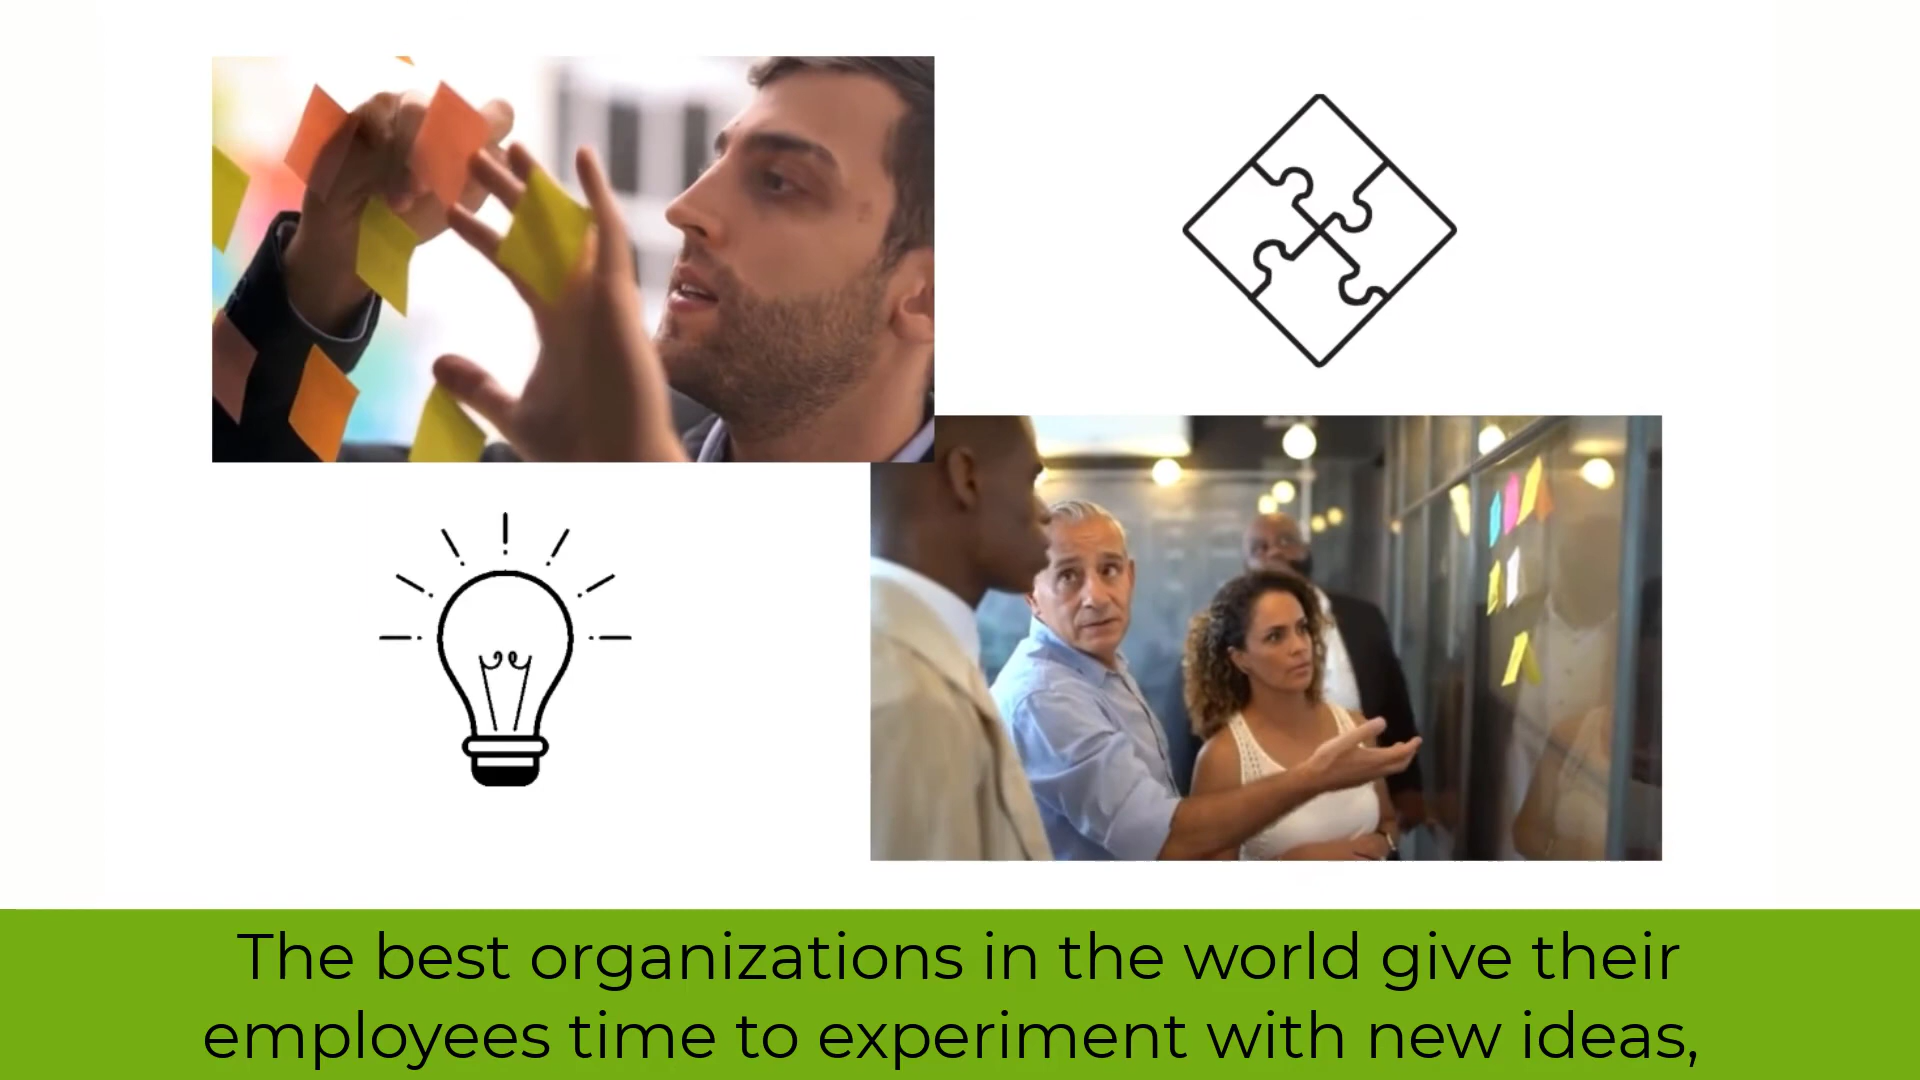 The best organizations in the world give their
employees time to experiment with new ideas,